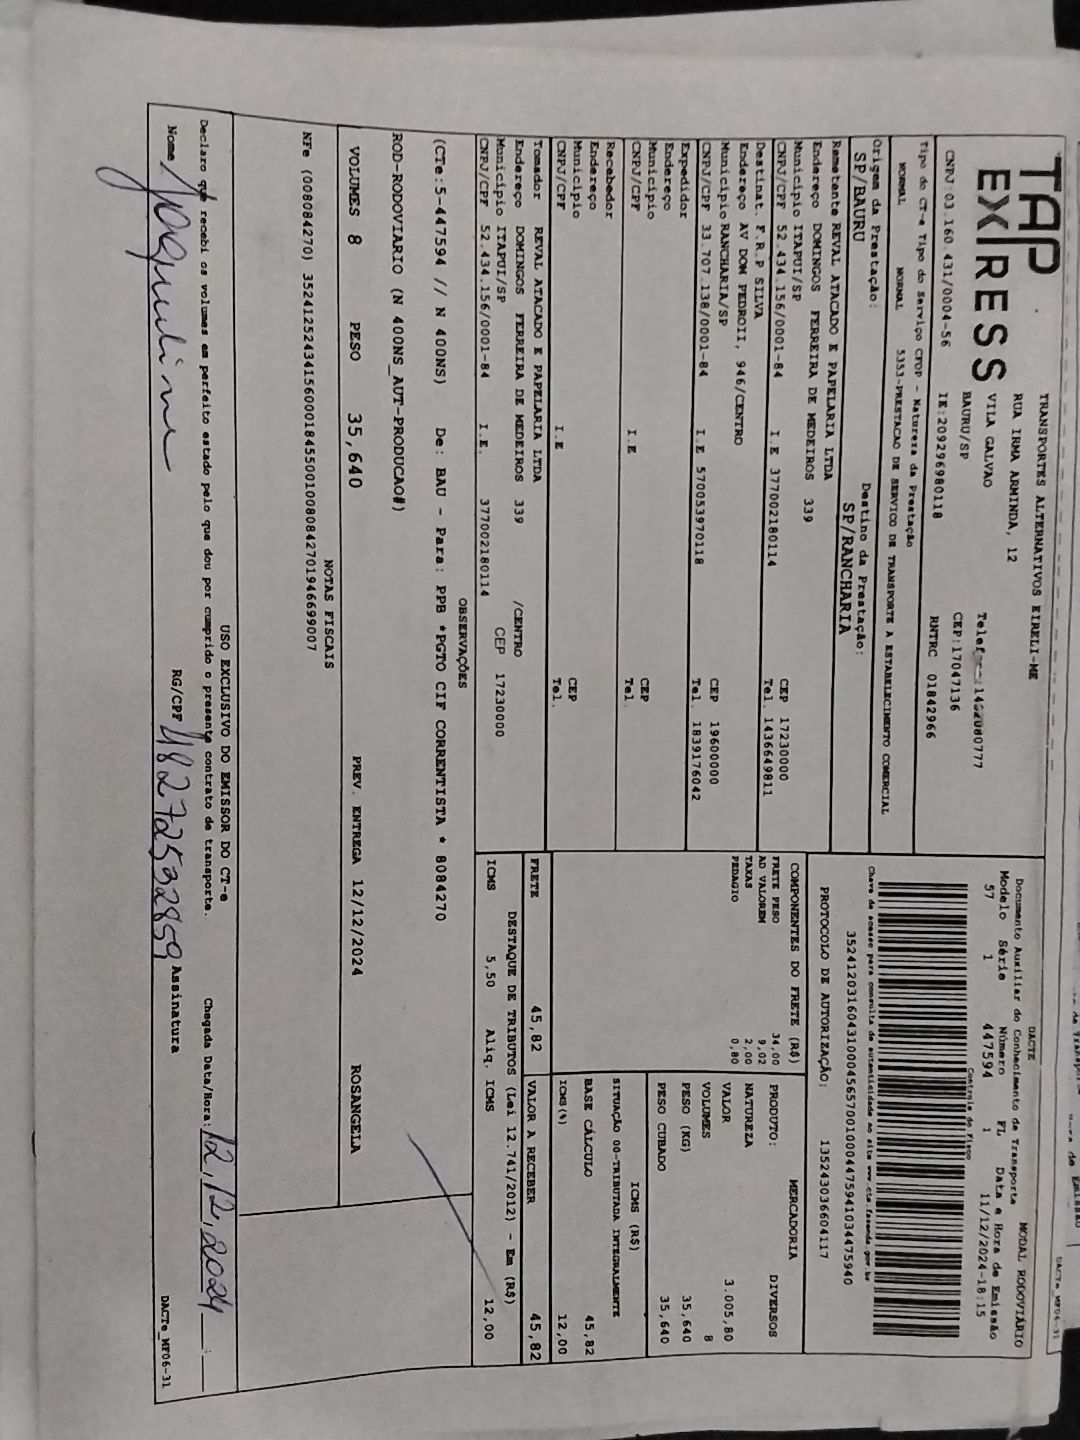 TAP
EXPRESS
TRANSPORTES ALTERNATIVOS EIRELI-ME
RUA IRMA ARMINDA, 12
VILA GALVAO
BAURU/SP
CEP:17047136
CNPJ:03.160.431/0004-56 IE:209296980118 RNTRC 01842966
Tipo do CT-e Tipo do Serviço CFOP - Natureza da Prestação
NORMAL NORMAL 5353-PRESTACAO DE SERVICO DE TRANSPORTE A ESTABELECIMENTO COMERCIAL
Origem da Prestação: Destino da Prestação:
SP/BAURU SP/RANCHARIA
DACTE MODAL RODOVIÁRIO
Documento Auxiliar do Conhecimento de Transporte
Modelo Série Número FL Data e Hora de Emissão
57 1 447594 1 11/12/2024-18:15
Controle do Fisco
Chave de acesso para consulta de autenticidade no site www.cte.fazenda.gov.br
35241203160431000456570010004475941034475940
PROTOCOLO DE AUTORIZAÇÃO: 135243036604117
Remetente REVAL ATACADO E PAPELARIA LTDA
Endereço DOMINGOS FERREIRA DE MEDEIROS 339
Município ITAPUI/SP CEP 17230000
CNPJ/CPF 52.434.156/0001-84 I.E 377002180114 Tel. 1436649811
Destinat. F.R.P SILVA
Endereço AV DOM PEDROII, 946/CENTRO
Município RANCHARIA/SP CEP 19600000
CNPJ/CPF 33.707.138/0001-84 I.E 570053970118 Tel. 1839176042
Expedidor
Endereço
Município CEP
CNPJ/CPF I.E Tel.
Recebedor
Endereço
Município CEP
CNPJ/CPF I.E Tel.
Tomador REVAL ATACADO E PAPELARIA LTDA
Endereço DOMINGOS FERREIRA DE MEDEIROS 339 /CENTRO
Município ITAPUI/SP CEP 17230000
CNPJ/CPF 52.434.156/0001-84 I.E. 377002180114
COMPONENTES DO FRETE (R$)
FRETE PESO 34,00
AD VALOREM 9,02
TAXAS 2,00
PEDAGIO 0,80
MERCADORIA
PRODUTO: DIVERSOS
NATUREZA
VALOR 3.005,80
VOLUMES 8
PESO (KG) 35,640
PESO CUBADO 35,640
ICMS (R$)
SITUAÇÃO 00-TRIBUTADA INTEGRALMENTE
BASE CÁLCULO 45,82
ICMS(%) 12,00
FRETE 45,82 VALOR A RECEBER 45,82
DESTAQUE DE TRIBUTOS (Lei 12.741/2012) - Em (R$)
ICMS 5,50 Aliq. ICMS 12,00
OBSERVAÇÕES
(CTe:5-447594 // N 400NS) De: BAU - Para: PPB *PGTO CIF CORRENTISTA * 8084270
ROD-RODOVIARIO (N 400NS_AUT-PRODUCAO#)
VOLUMES 8 PESO 35,640 PREV. ENTREGA 12/12/2024 ROSANGELA
NOTAS FISCAIS
NFe (008084270) 35241252434156000184550010080842701946699007
USO EXCLUSIVO DO EMISSOR DO CT-e
Declaro que recebi os volumes em perfeito estado pelo que dou por cumprido o presente contrato de transporte. Chegada Data/Hora: 12,12,2024 :
Nome Jaqueline RG/CPF 48272532859 Assinatura
DACTe_MF06-31
DACTe_MF06-31